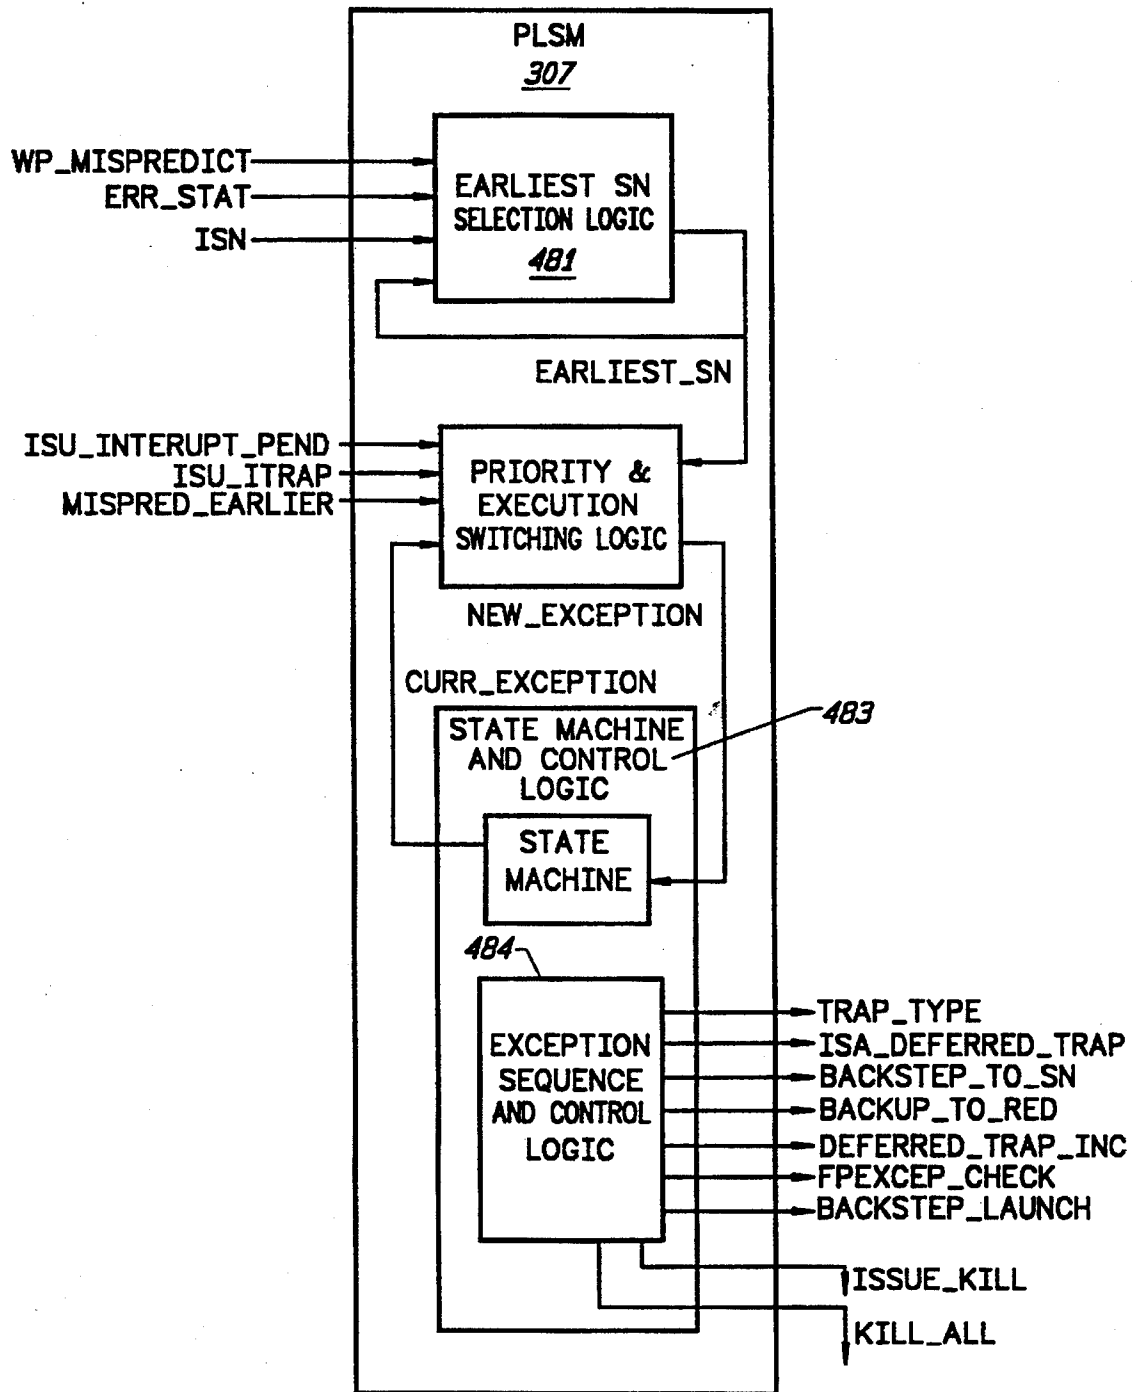 PLSM
307
WP_MISPREDICT
ERR_STAT
ISN
EARLIEST SN
SELECTION LOGIC
481
EARLIEST_SN
ISU_INTERUPT_PEND
ISU_ITRAP
MISPRED_EARLIER
PRIORITY &
EXECUTION
SWITCHING LOGIC
NEW_EXCEPTION
CURR_EXCEPTION
STATE MACHINE
AND CONTROL
LOGIC
483
STATE
MACHINE
484
EXCEPTION
SEQUENCE
AND CONTROL
LOGIC
TRAP_TYPE
ISA_DEFERRED_TRAP
BACKSTEP_TO_SN
BACKUP_TO_RED
DEFERRED_TRAP_INC
FPEXCEP_CHECK
BACKSTEP_LAUNCH
ISSUE_KILL
KILL_ALL